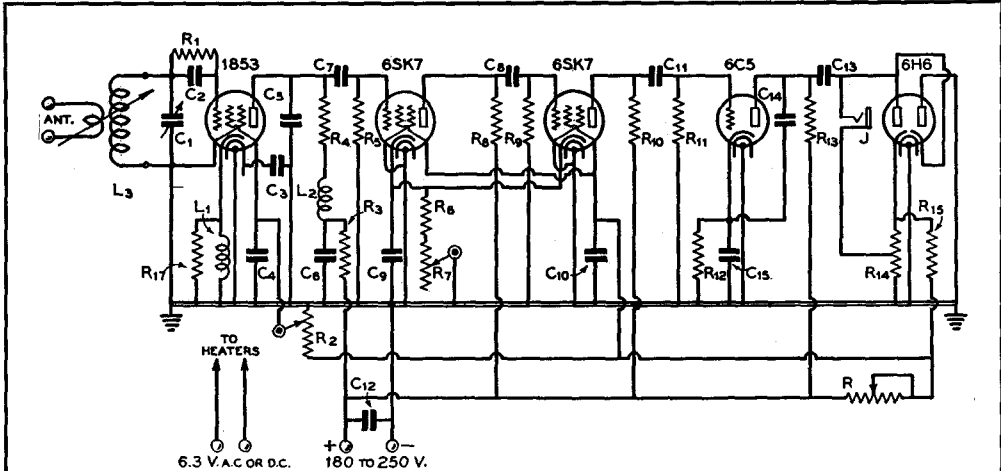 R1
1853
C7
6SK7
C8
6SK7
C11
6C5
C13
6H6
C2
C5
C14
ANT.
C1
R4
R5
R8
R9
R10
R11
R13
J
L3
C3
L2
R3
R6
R15
L1
R17
C4
C6
C9
R7
C10
R12
C15.
R14
R2
TO
HEATERS
C12
R
+
-
6.3 V. A.C OR D.C.
180 TO 250 V.